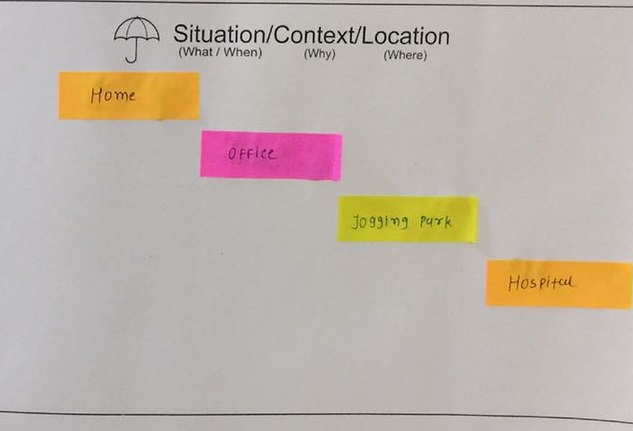 Situation/Context/Location
(What / When) (Why) (Where)
Home
OFFice
Jogging Park
Hospital